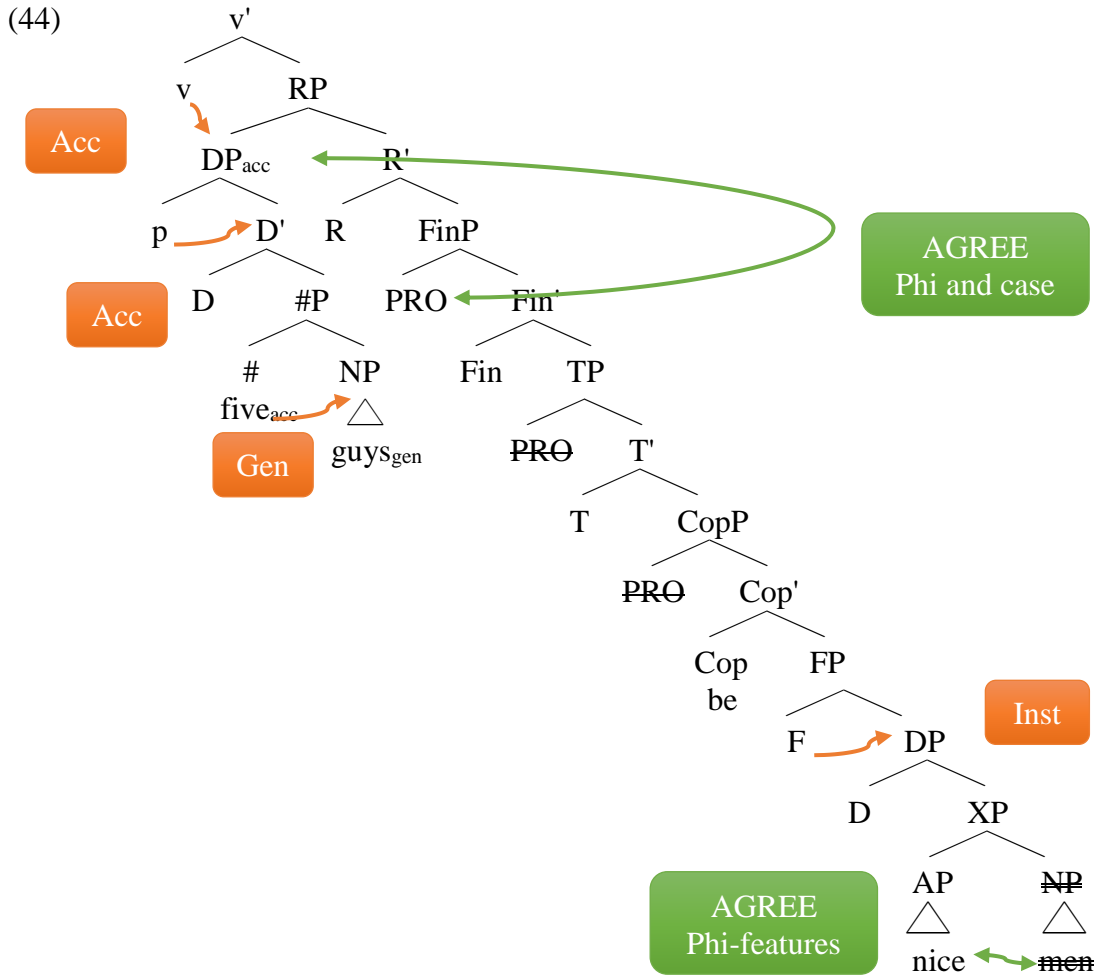 (44)
v'
v RP
Acc
DPacc R'
p D' R FinP
AGREE
Phi and case
Acc
D #P PRO Fin'
# NP Fin TP
fiveacc
Gen
guysgen PRO T'
T CopP
PRO Cop'
Cop FP
be
Inst
F DP
D XP
AP NP
AGREE
Phi-features
nice men